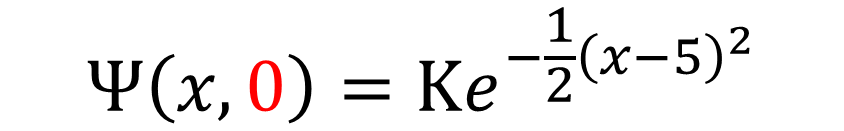 Ψ(x, 0) = Ke^{-\frac{1}{2}(x-5)^2}